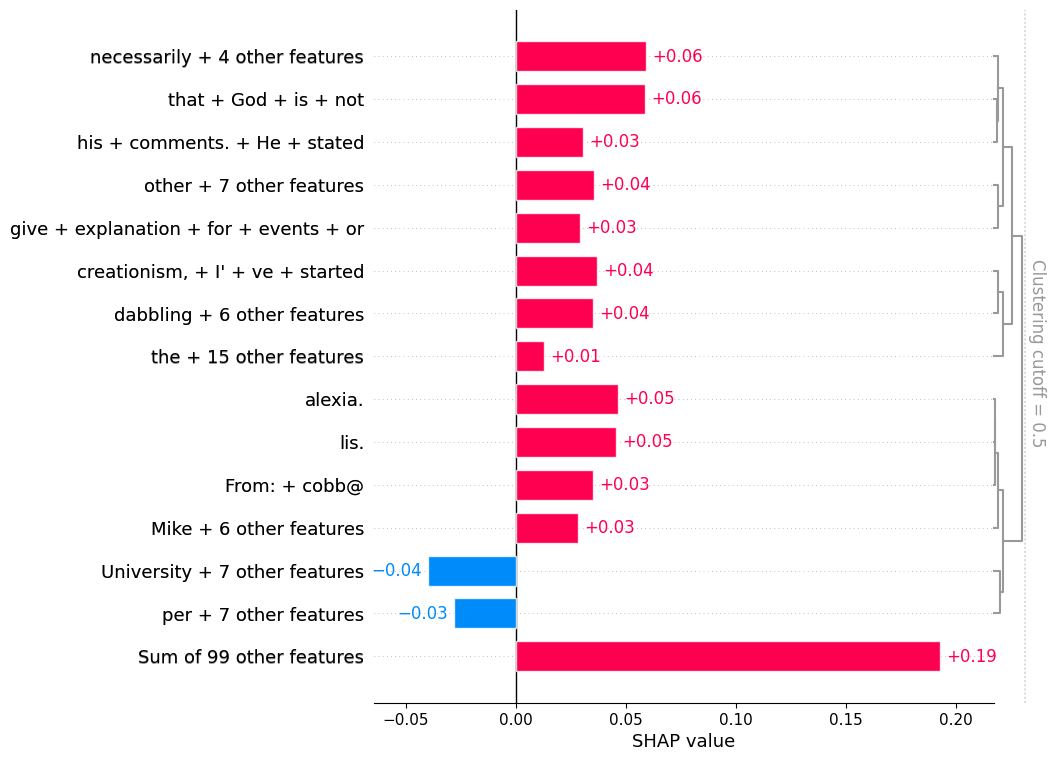 necessarily + 4 other features +0.06
that + God + is + not +0.06
his + comments. + He + stated +0.03
other + 7 other features +0.04
give + explanation + for + events + or +0.03
creationism, + I' + ve + started +0.04
dabbling + 6 other features +0.04
the + 15 other features +0.01
alexia. +0.05
lis. +0.05
From: + cobb@ +0.03
Mike + 6 other features +0.03
University + 7 other features −0.04
per + 7 other features −0.03
Sum of 99 other features +0.19
−0.05 0.00 0.05 0.10 0.15 0.20
SHAP value
Clustering cutoff = 0.5